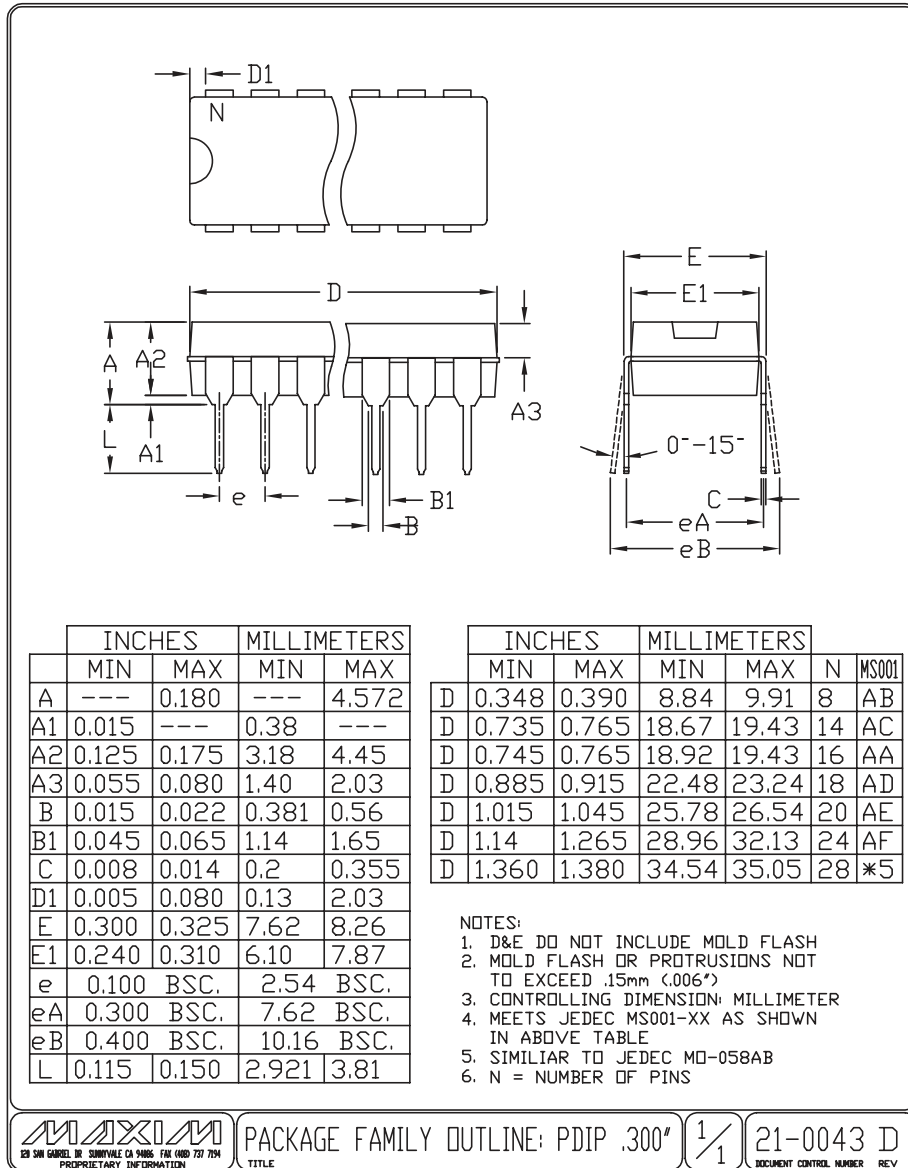 D1
N
D
E
E1
A
A2
A3
L
A1
0°-15°
e
B1
B
C
eA
eB
INCHES MILLIMETERS
MIN MAX MIN MAX
A --- 0.180 --- 4.572
A1 0.015 --- 0.38 ---
A2 0.125 0.175 3.18 4.45
A3 0.055 0.080 1.40 2.03
B 0.015 0.022 0.381 0.56
B1 0.045 0.065 1.14 1.65
C 0.008 0.014 0.2 0.355
D1 0.005 0.080 0.13 2.03
E 0.300 0.325 7.62 8.26
E1 0.240 0.310 6.10 7.87
e 0.100 BSC. 2.54 BSC.
eA 0.300 BSC. 7.62 BSC.
eB 0.400 BSC. 10.16 BSC.
L 0.115 0.150 2.921 3.81
INCHES MILLIMETERS
MIN MAX MIN MAX N MS001
D 0.348 0.390 8.84 9.91 8 AB
D 0.735 0.765 18.67 19.43 14 AC
D 0.745 0.765 18.92 19.43 16 AA
D 0.885 0.915 22.48 23.24 18 AD
D 1.015 1.045 25.78 26.54 20 AE
D 1.14 1.265 28.96 32.13 24 AF
D 1.360 1.380 34.54 35.05 28 *5
NOTES:
1. D&E DO NOT INCLUDE MOLD FLASH
2. MOLD FLASH OR PROTRUSIONS NOT
TO EXCEED .15mm (.006")
3. CONTROLLING DIMENSION: MILLIMETER
4. MEETS JEDEC MS001-XX AS SHOWN
IN ABOVE TABLE
5. SIMILIAR TO JEDEC MO-058AB
6. N = NUMBER OF PINS
MAXIM
120 SAN GABRIEL DR SUNNYVALE CA 94086 FAX (408) 737 7194
PROPRIETARY INFORMATION
PACKAGE FAMILY OUTLINE: PDIP .300"
TITLE
1/1
21-0043 D
DOCUMENT CONTROL NUMBER REV